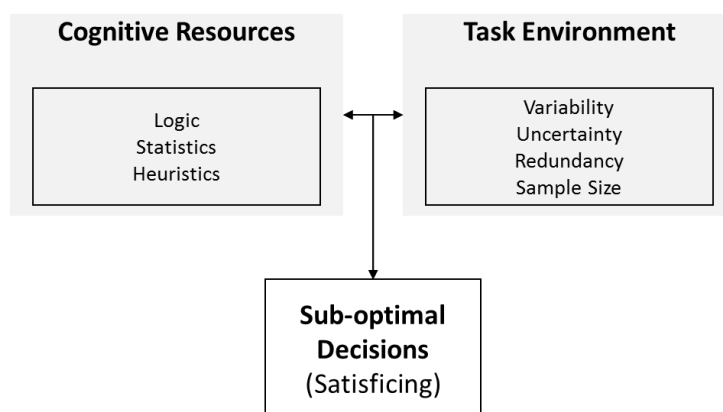 Cognitive Resources
Logic
Statistics
Heuristics
Task Environment
Variability
Uncertainty
Redundancy
Sample Size
Sub-optimal
Decisions
(Satisficing)